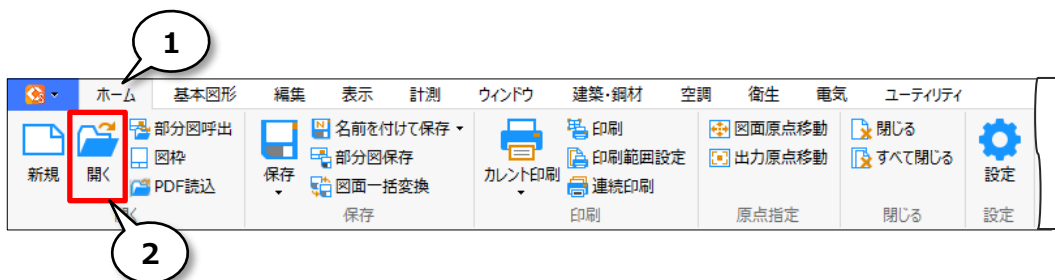 1
ホーム 基本図形 編集 表示 計測 ウィンドウ 建築・鋼材 空調 衛生 電気 ユーティリティ
新規
開く
部分図呼出
図枠
PDF読込
保存
名前を付けて保存
部分図保存
図面一括変換
保存
カレント印刷
印刷
印刷範囲設定
連続印刷
印刷
図面原点移動
出力原点移動
原点指定
閉じる
すべて閉じる
閉じる
設定
設定
2